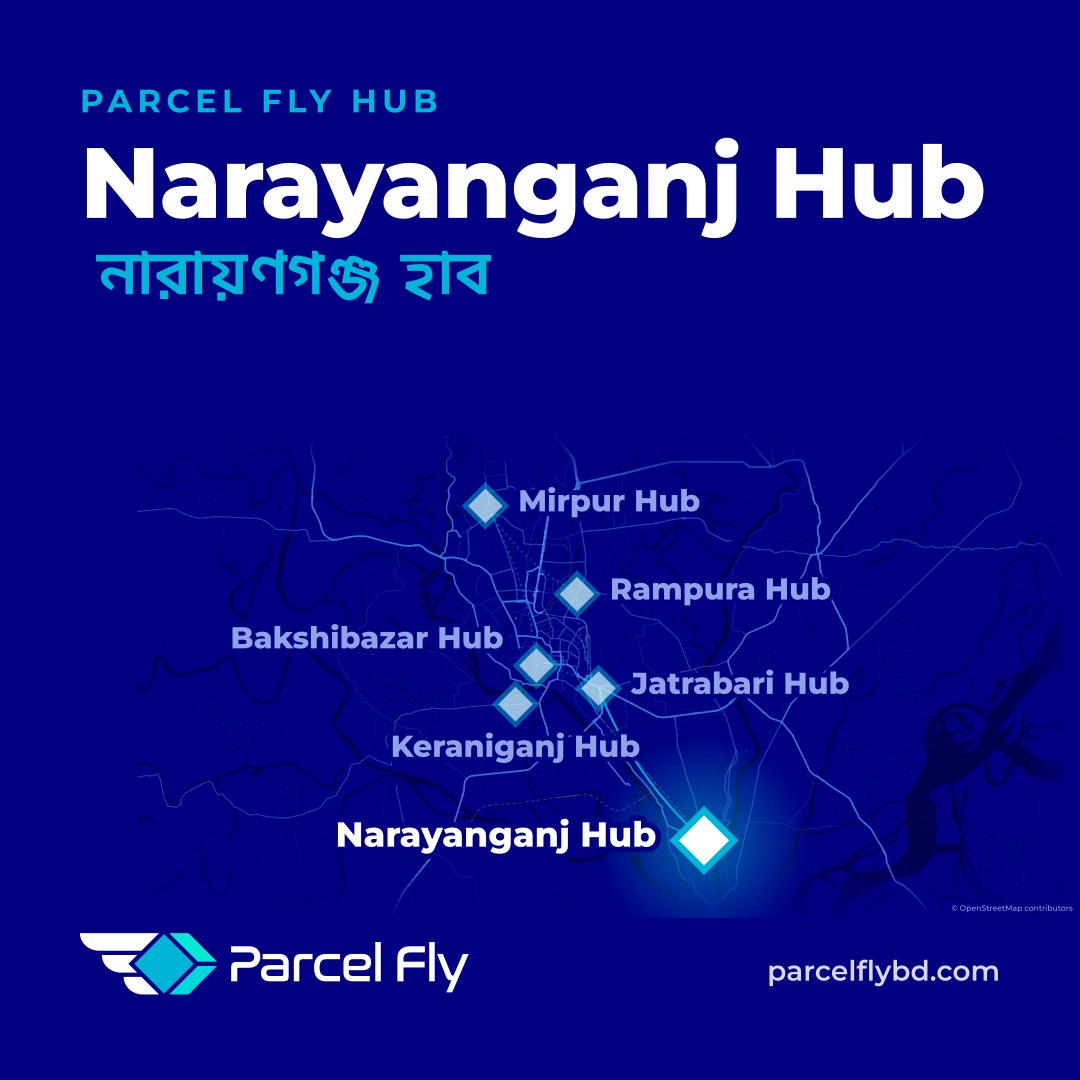 PARCEL FLY HUB
Narayanganj Hub
নারায়ণগঞ্জ হাব
Mirpur Hub
Rampura Hub
Bakshibazar Hub
Jatrabari Hub
Keraniganj Hub
Narayanganj Hub
© OpenStreetMap contributors
Parcel Fly
parcelflybd.com